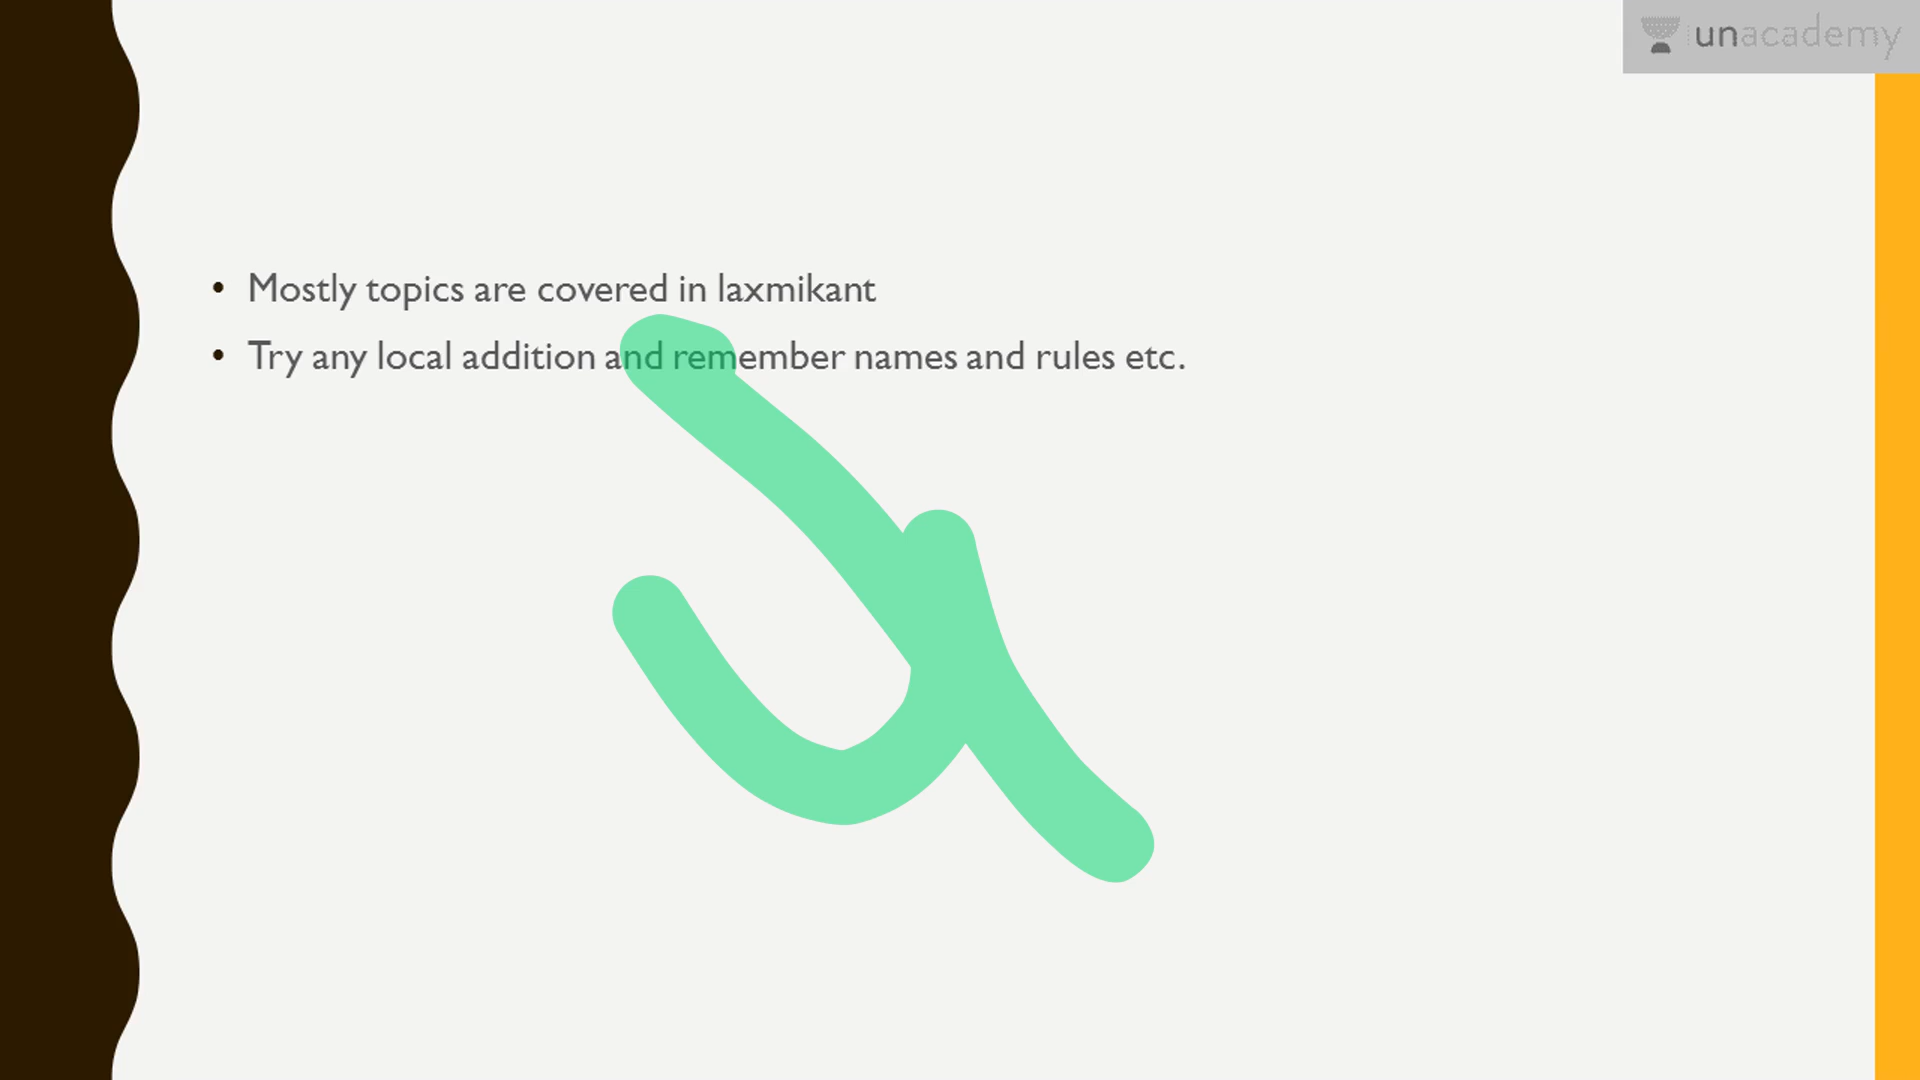 unacademy
• Mostly topics are covered in laxmikant
• Try any local addition and remember names and rules etc.